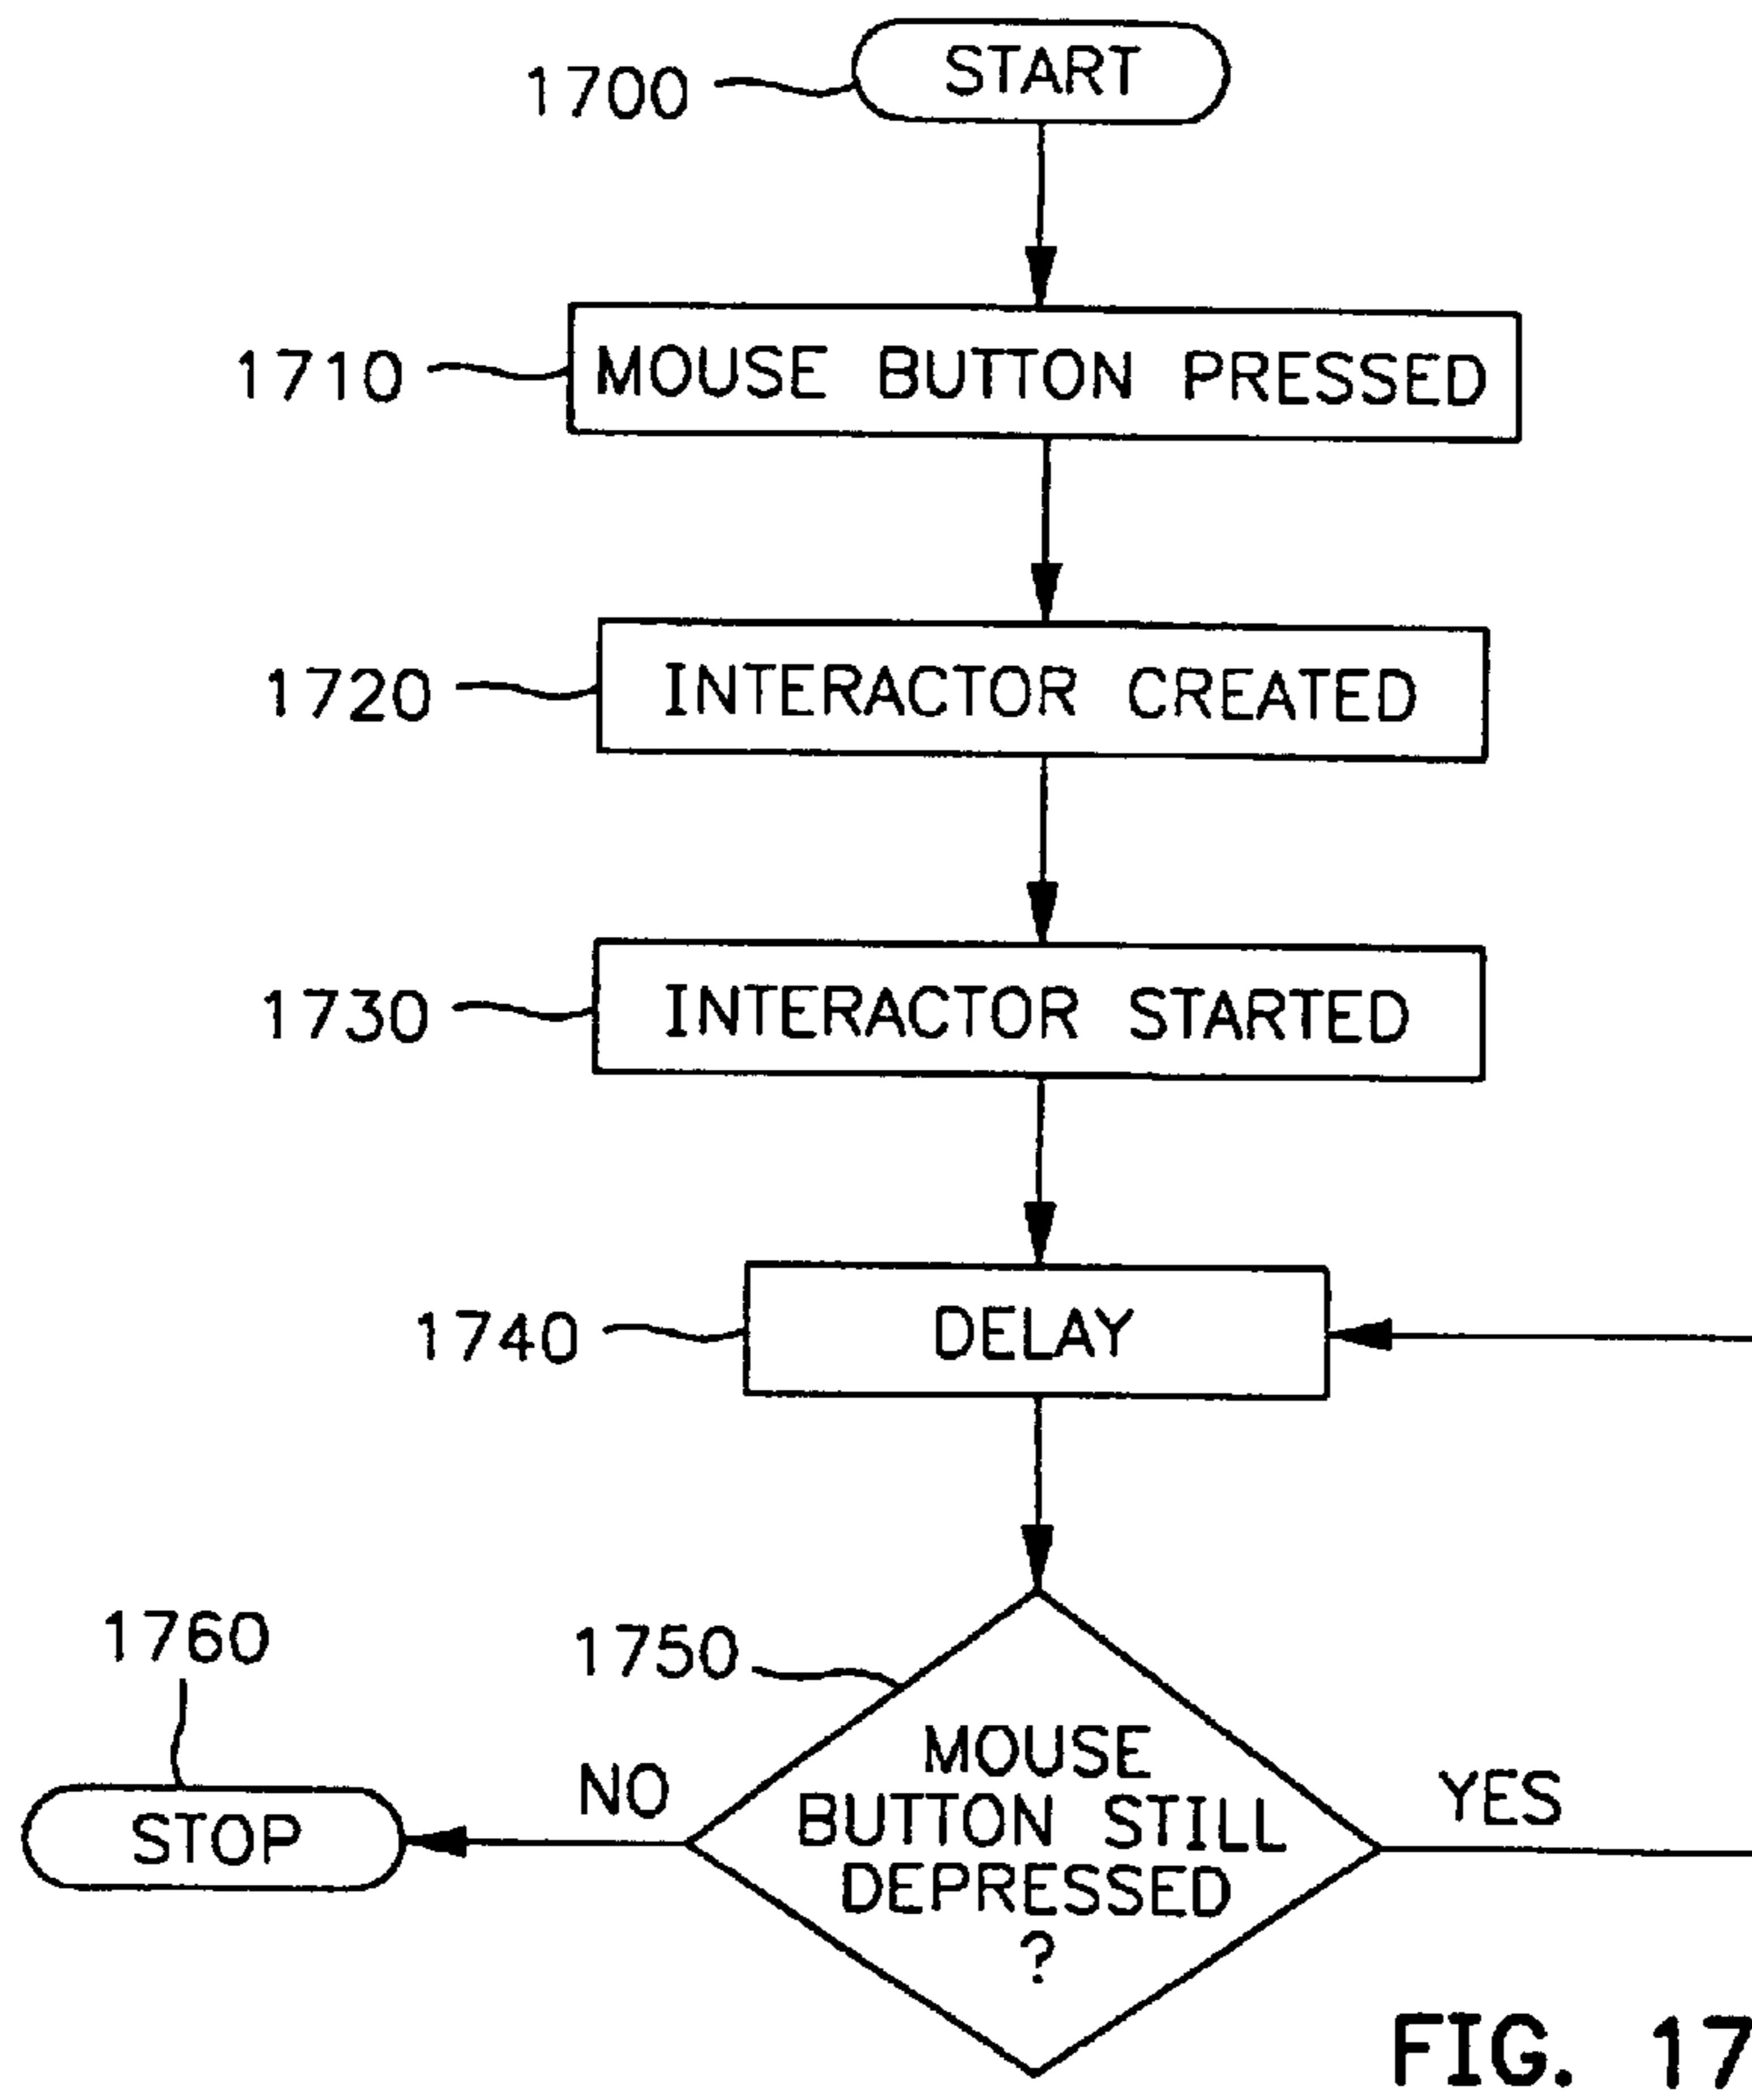 START
1700
MOUSE BUTTON PRESSED
1710
INTERACTOR CREATED
1720
INTERACTOR STARTED
1730
DELAY
1740
1760
1750
MOUSE
BUTTON STILL
DEPRESSED
?
NO
YES
STOP
FIG. 17